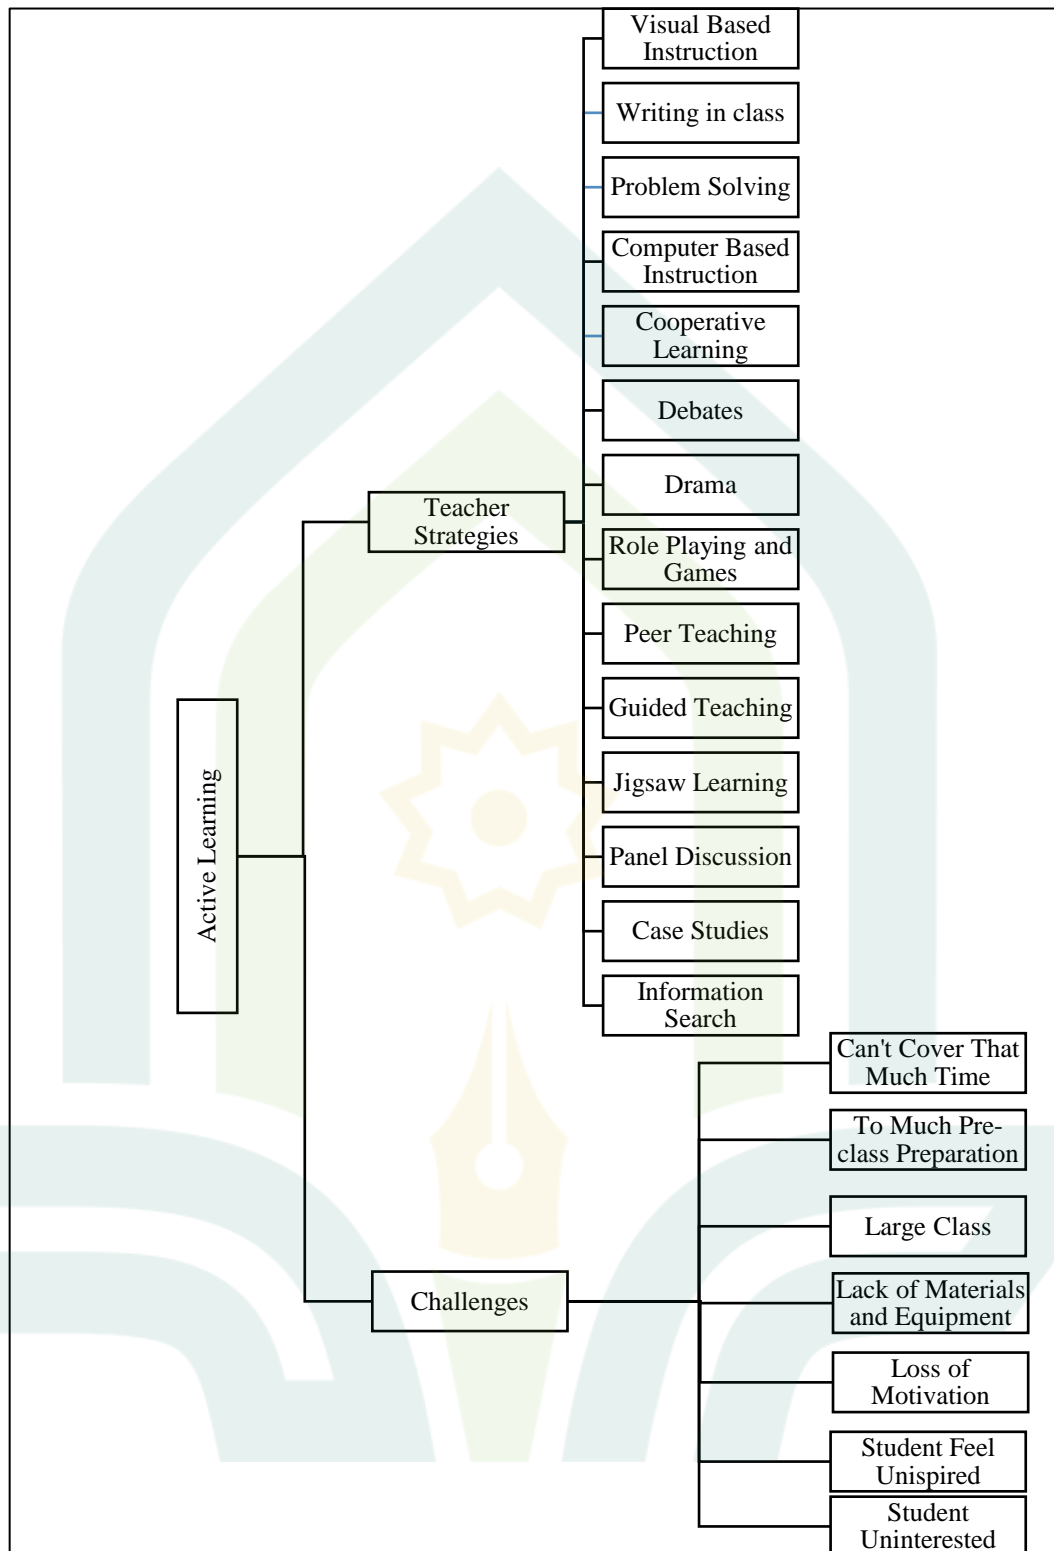 Visual Based
Instruction
Writing in class
Problem Solving
Computer Based
Instruction
Cooperative
Learning
Debates
Drama
Teacher
Strategies
Role Playing and
Games
Peer Teaching
Guided Teaching
Jigsaw Learning
Active Learning
Panel Discussion
Case Studies
Information
Search
Can't Cover That
Much Time
To Much Pre-
class Preparation
Large Class
Challenges
Lack of Materials
and Equipment
Loss of
Motivation
Student Feel
Unispired
Student
Uninterested